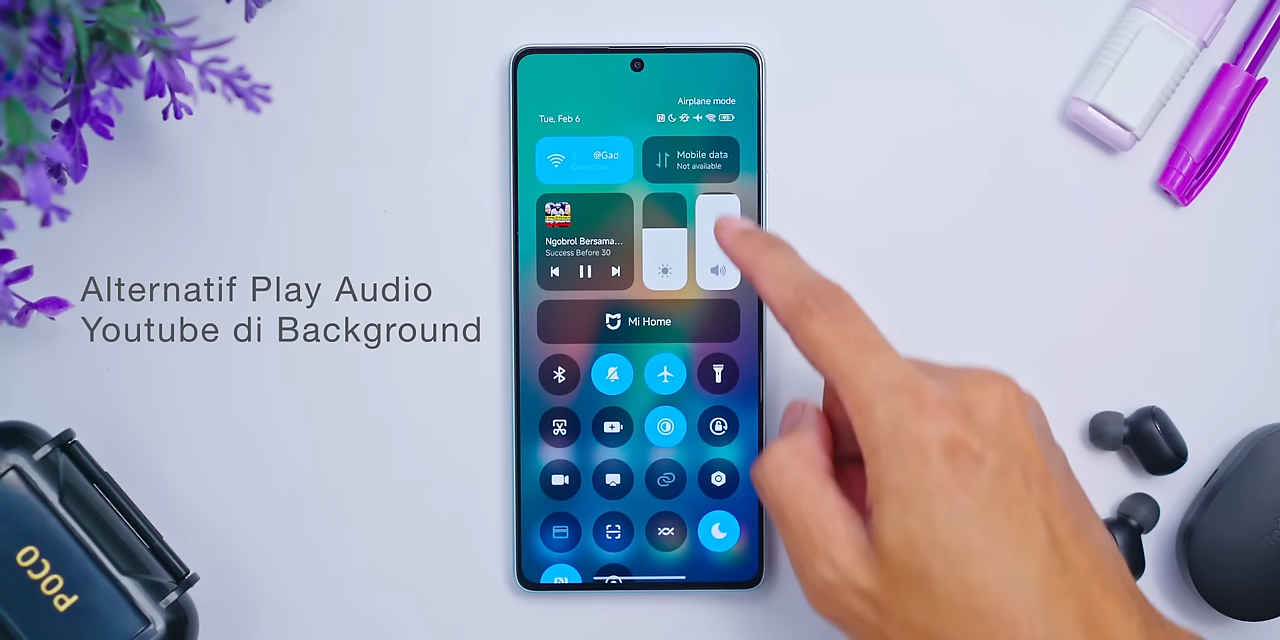 Airplane mode
Tue, Feb 6
@Gad
Mobile data
Not available
Ngobrol Bersama...
Success Before 30
Mi Home
Alternatif Play Audio
Youtube di Background
POCO